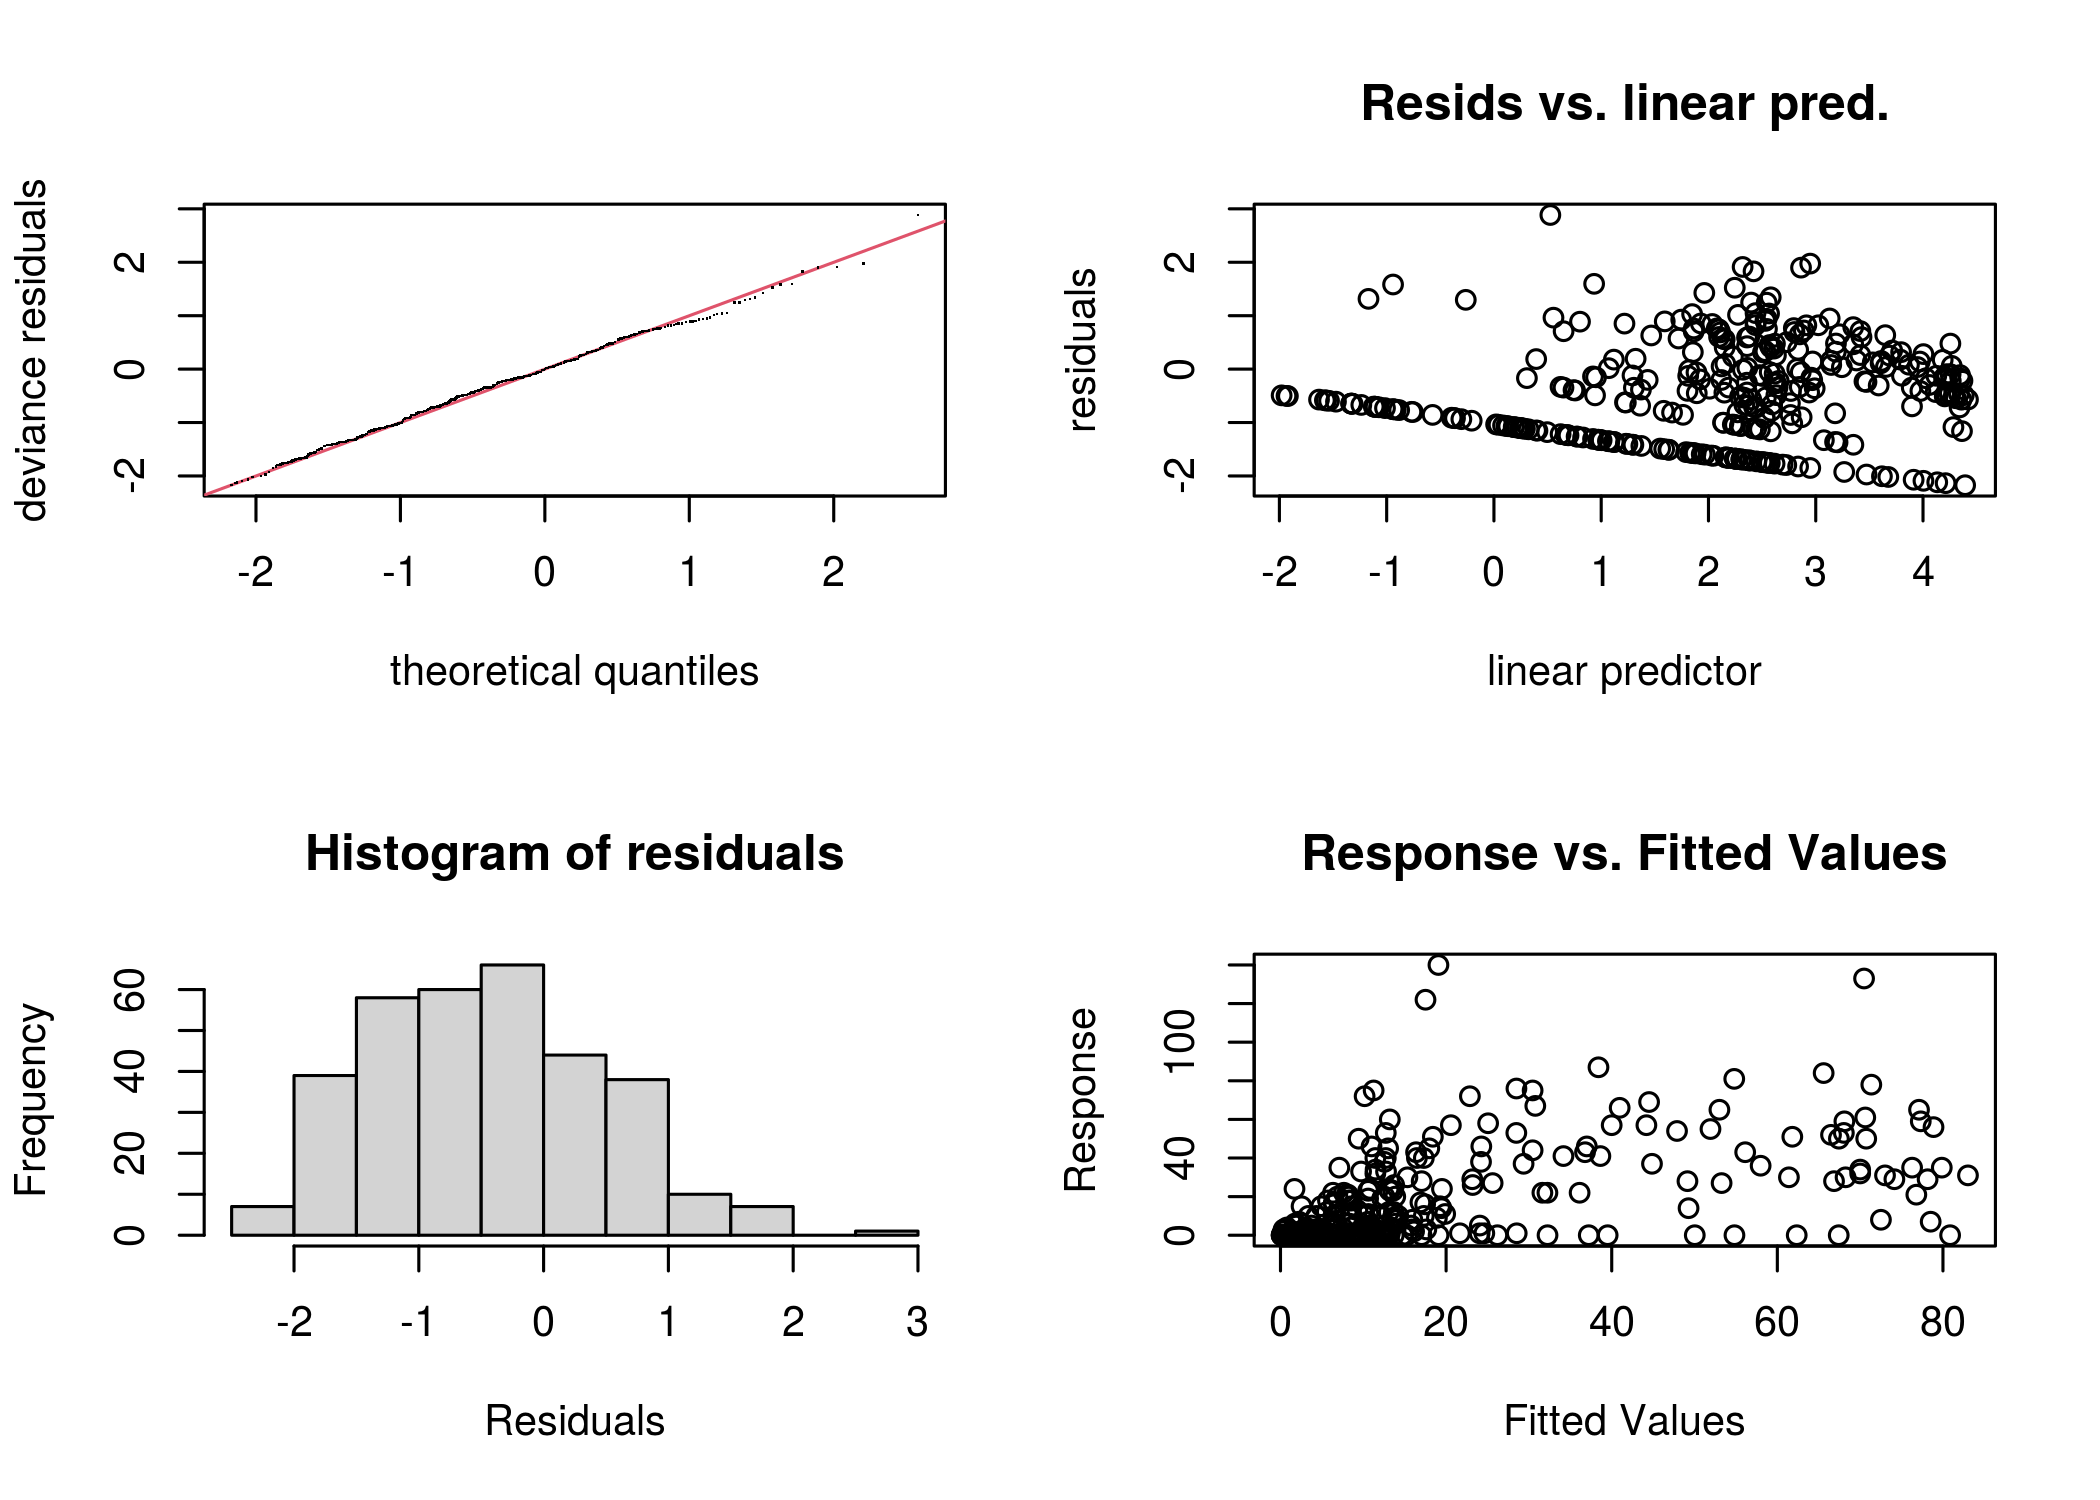 deviance residuals
2
0
-2
-2 -1 0 1 2
theoretical quantiles
Resids vs. linear pred.
residuals
2
0
-2
-2 -1 0 1 2 3 4
linear predictor
Histogram of residuals
Frequency
60
40
20
0
-2 -1 0 1 2 3
Residuals
Response vs. Fitted Values
Response
100
40
0
0 20 40 60 80
Fitted Values